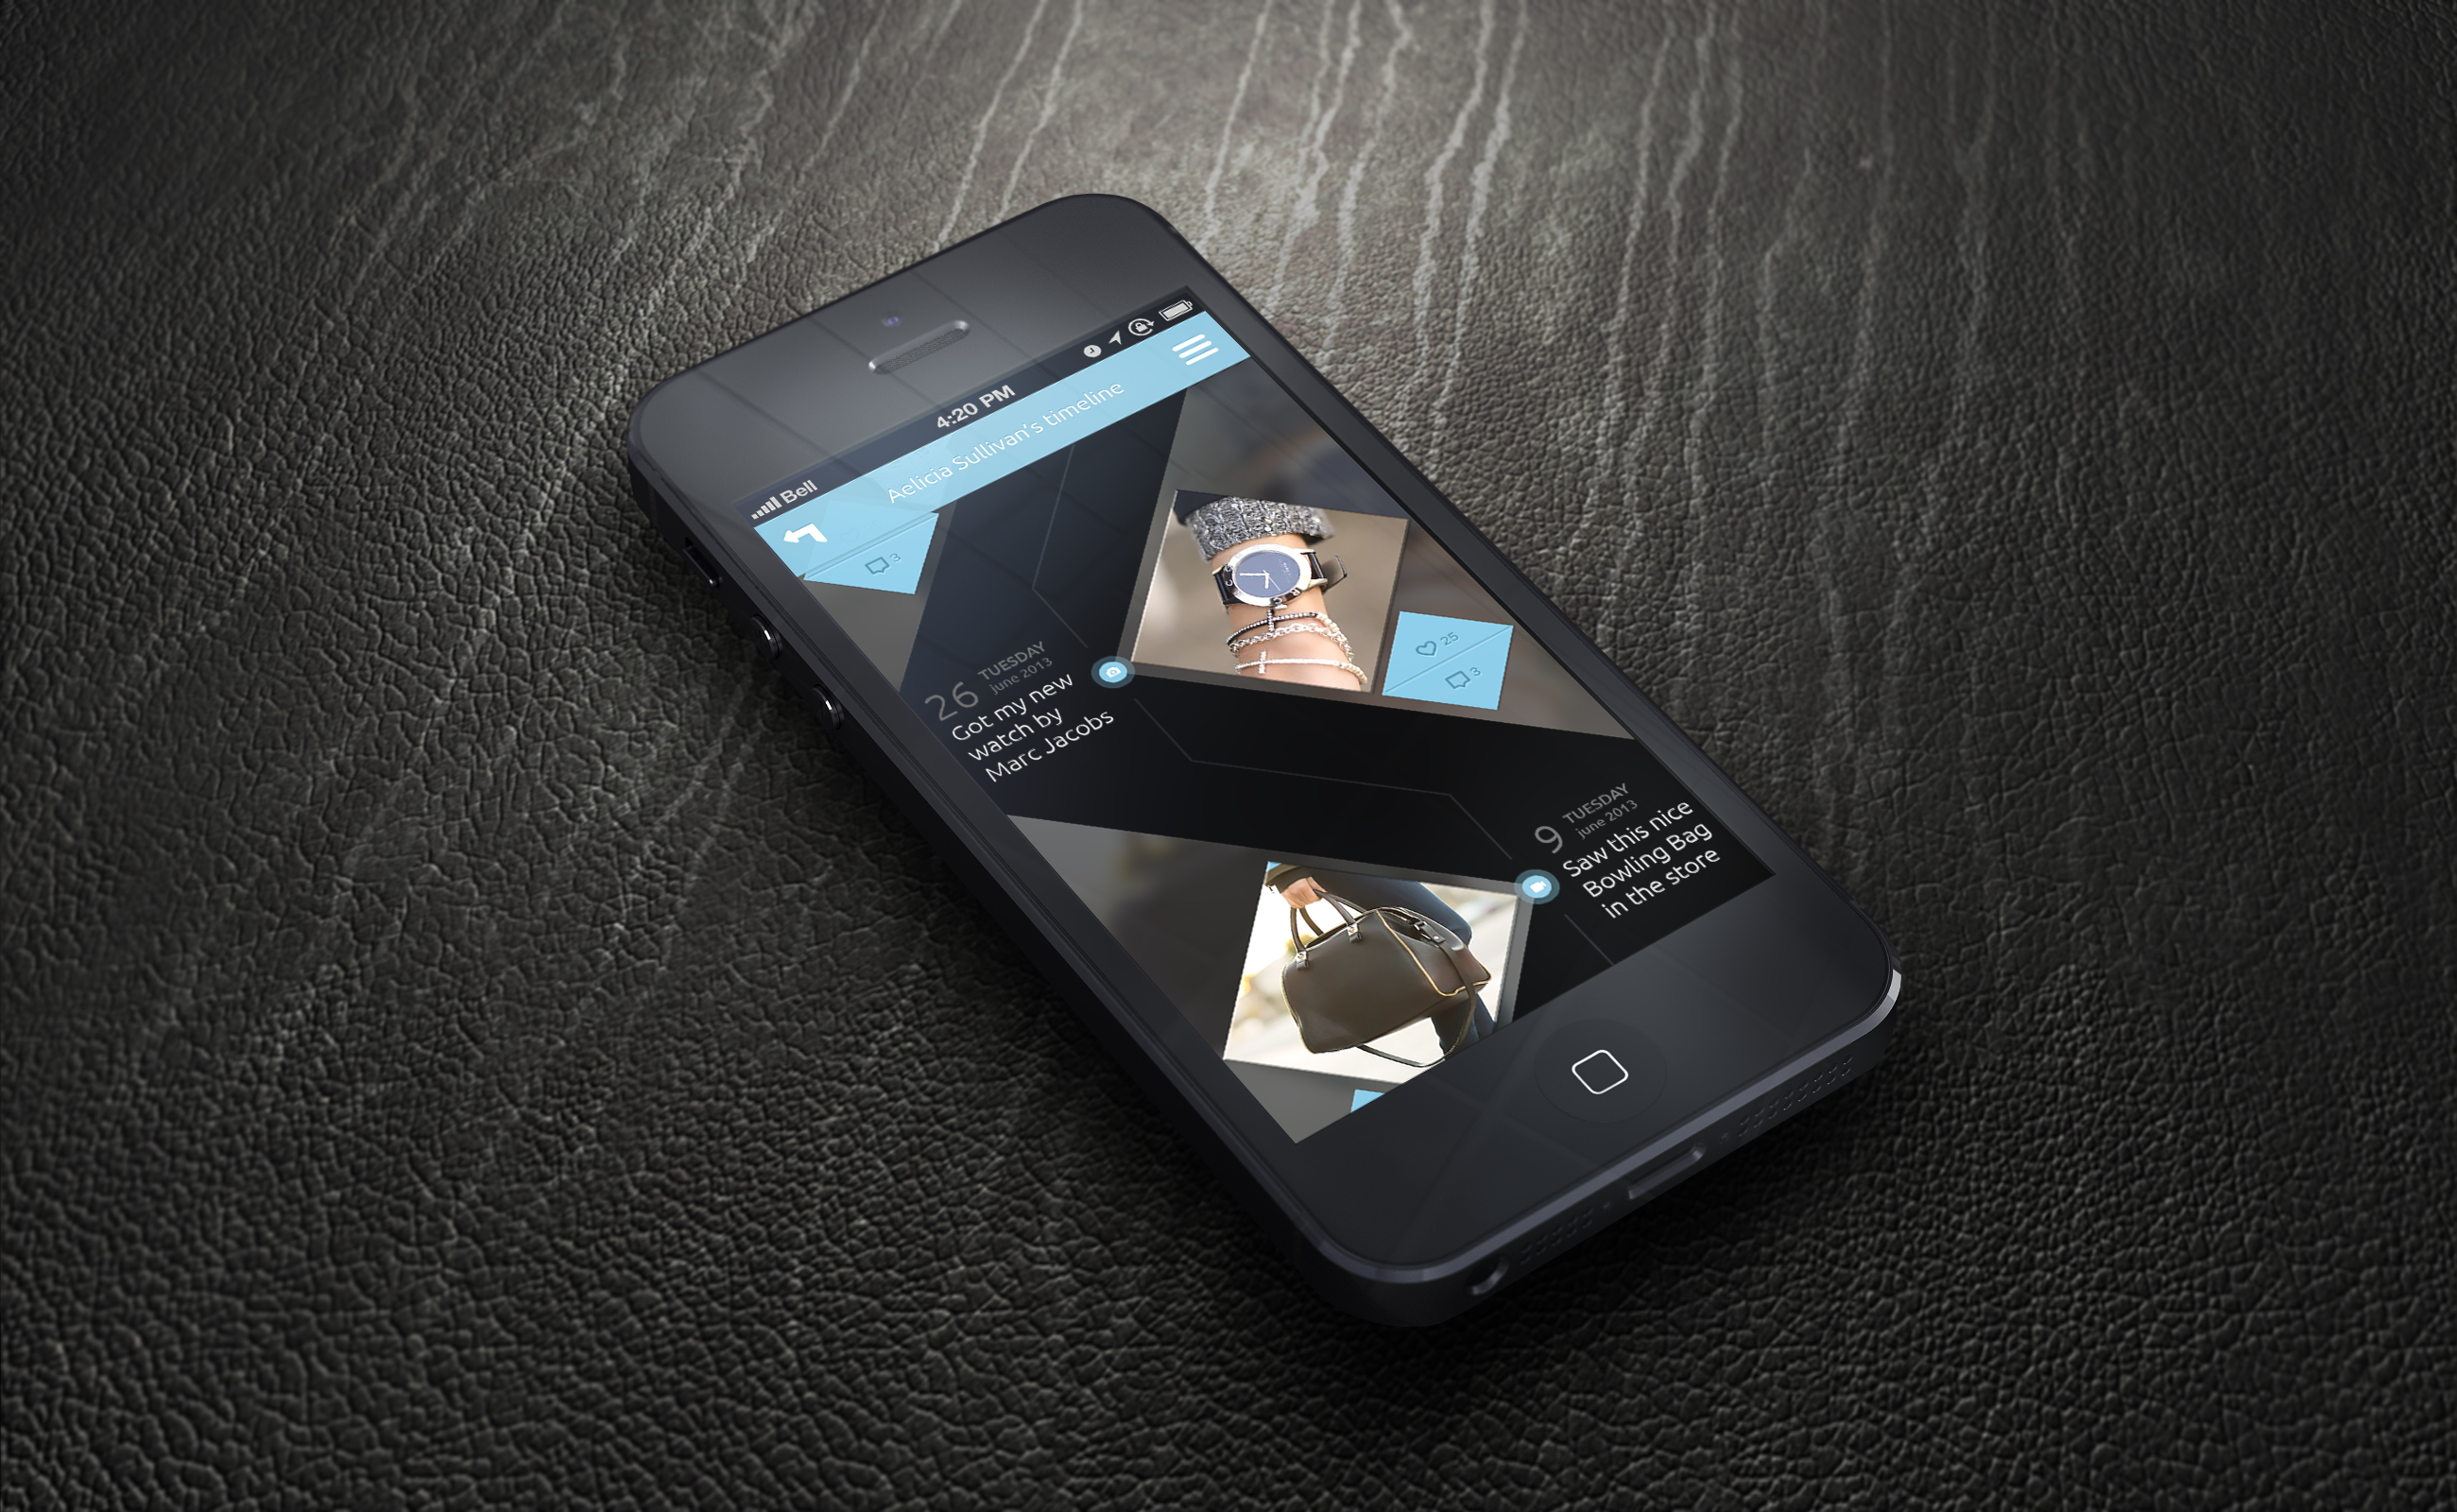 Bell
4:20 PM
Aelicia Sullivan's timeline
3
26
TUESDAY
june 2013
Got my new
watch by
Marc Jacobs
25
3
9
TUESDAY
june 2013
Saw this nice
Bowling Bag
in the store